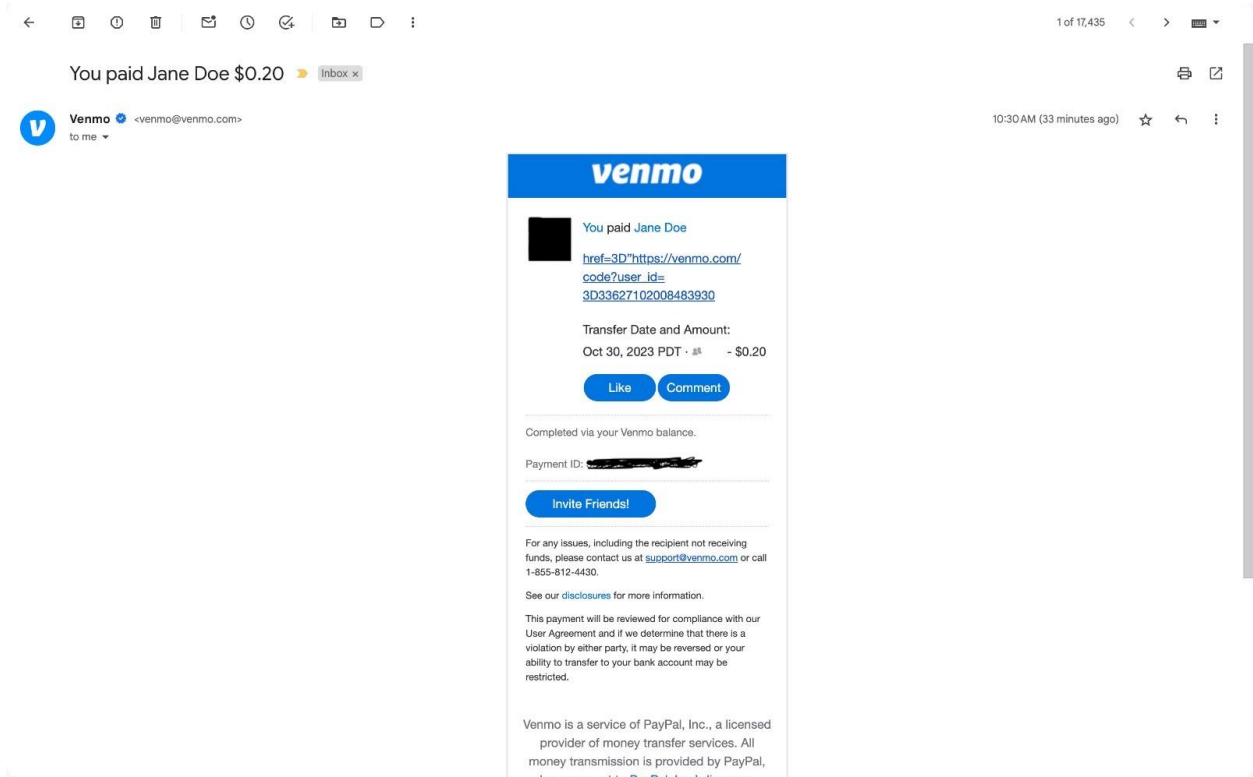 1 of 17,435
You paid Jane Doe $0.20 Inbox x
Venmo <venmo@venmo.com> 10:30 AM (33 minutes ago)
to me
venmo
You paid Jane Doe
href=3D”https://venmo.com/
code?user_id=
3D33627102008483930
Transfer Date and Amount:
Oct 30, 2023 PDT · - $0.20
Like Comment
Completed via your Venmo balance.
Payment ID:
Invite Friends!
For any issues, including the recipient not receiving
funds, please contact us at support@venmo.com or call
1-855-812-4430.
See our disclosures for more information.
This payment will be reviewed for compliance with our
User Agreement and if we determine that there is a
violation by either party, it may be reversed or your
ability to transfer to your bank account may be
restricted.
Venmo is a service of PayPal, Inc., a licensed
provider of money transfer services. All
money transmission is provided by PayPal,